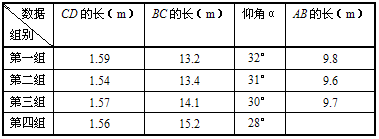 数据
组别 CD的长（m） BC的长（m） 仰角α AB的长（m）
第一组 1.59 13.2 32° 9.8
第二组 1.54 13.4 31° 9.6
第三组 1.57 14.1 30° 9.7
第四组 1.56 15.2 28°